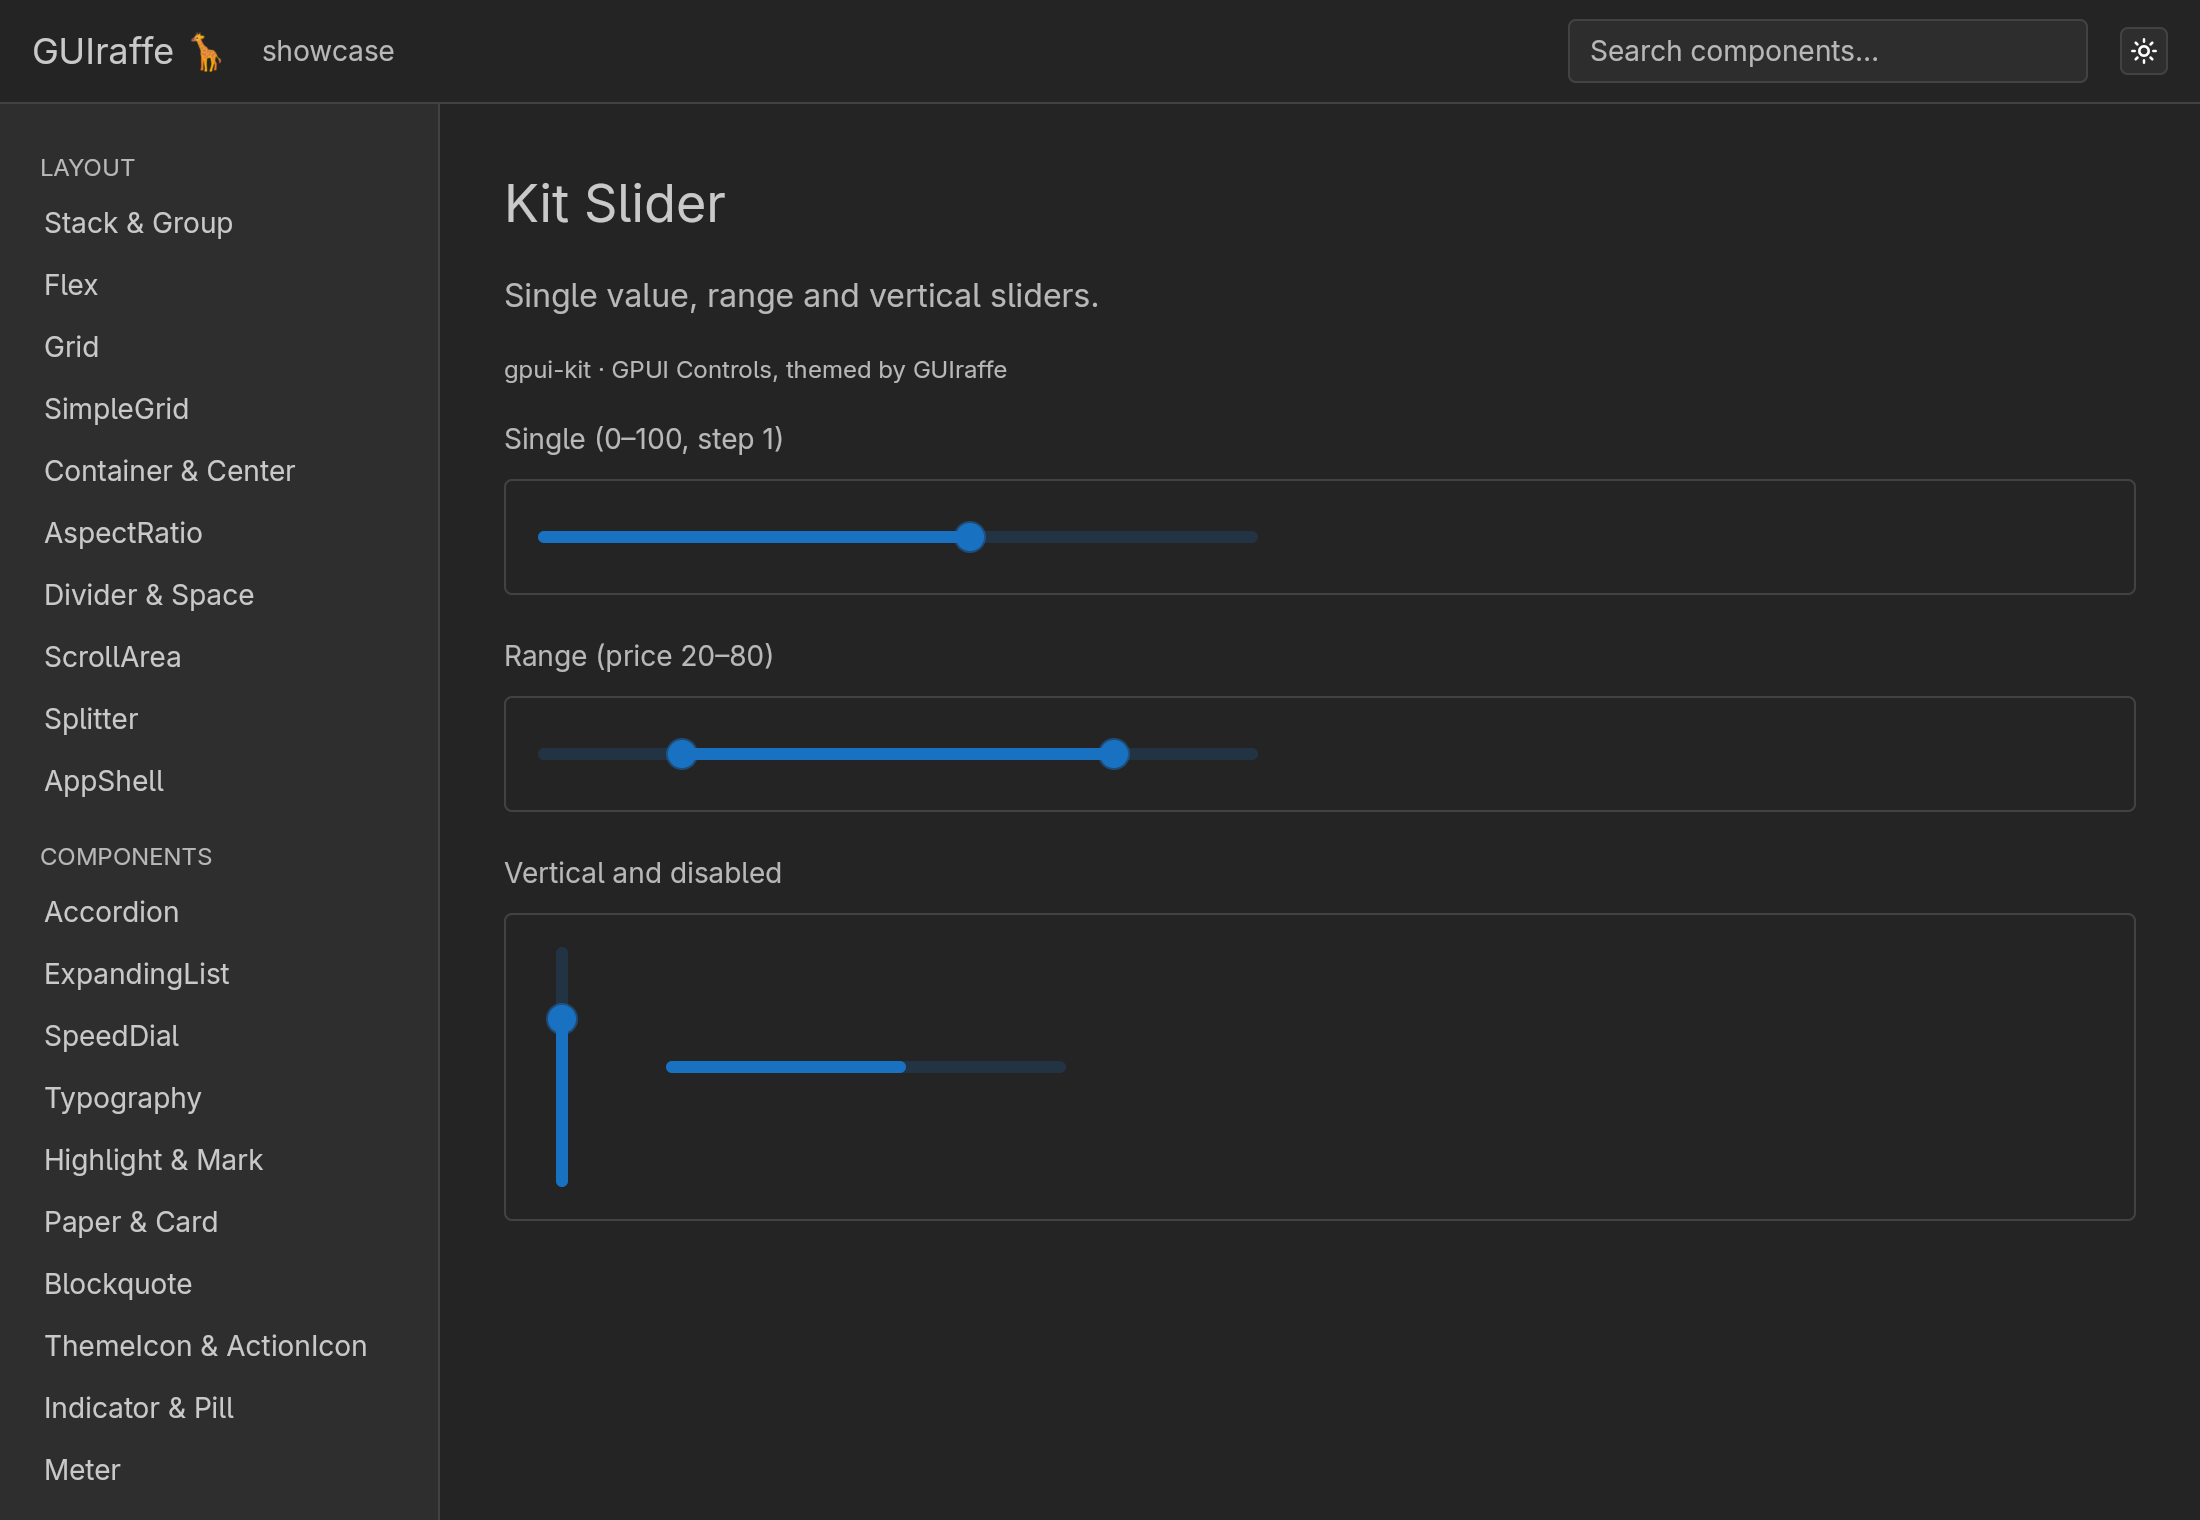 GUIraffe 🦒 showcase
Search components...
LAYOUT
Stack & Group
Flex
Grid
SimpleGrid
Container & Center
AspectRatio
Divider & Space
ScrollArea
Splitter
AppShell
COMPONENTS
Accordion
ExpandingList
SpeedDial
Typography
Highlight & Mark
Paper & Card
Blockquote
ThemeIcon & ActionIcon
Indicator & Pill
Meter
Kit Slider
Single value, range and vertical sliders.
gpui-kit · GPUI Controls, themed by GUIraffe
Single (0–100, step 1)
Range (price 20–80)
Vertical and disabled